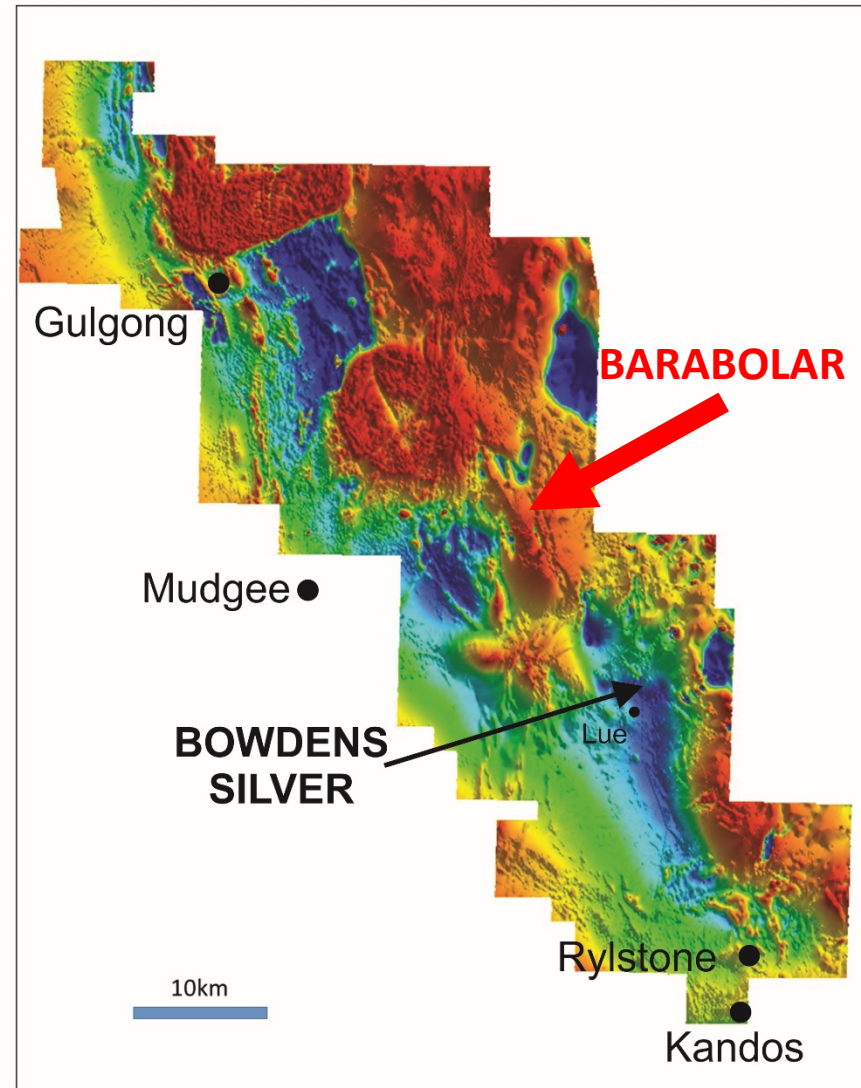 Gulgong
BARABOLAR
Mudgee
BOWDENS
SILVER
Lue
Rylstone
10km
Kandos